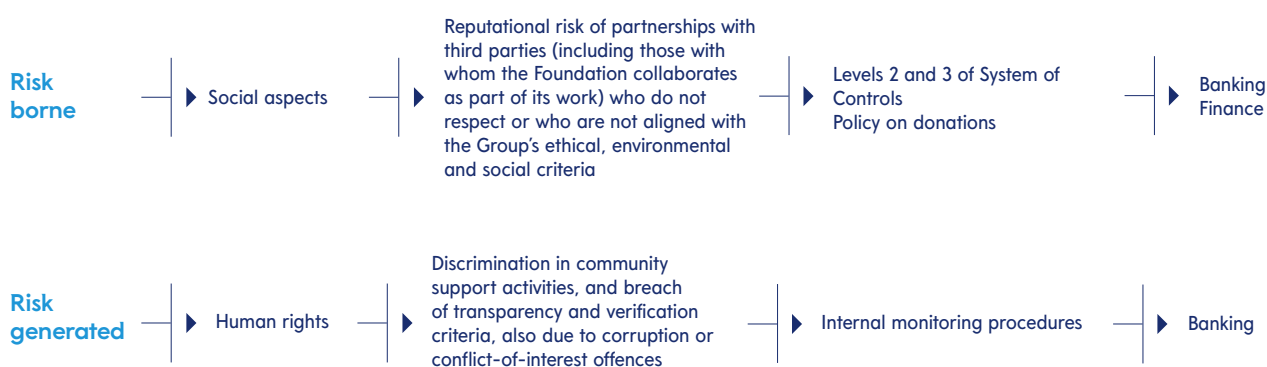 Risk
borne
Social aspects
Reputational risk of partnerships with
third parties (including those with
whom the Foundation collaborates
as part of its work) who do not
respect or who are not aligned with
the Group's ethical, environmental
and social criteria
Levels 2 and 3 of System of
Controls
Policy on donations
Banking
Finance
Risk
generated
Human rights
Discrimination in community
support activities, and breach
of transparency and verification
criteria, also due to corruption or
conflict-of-interest offences
Internal monitoring procedures
Banking